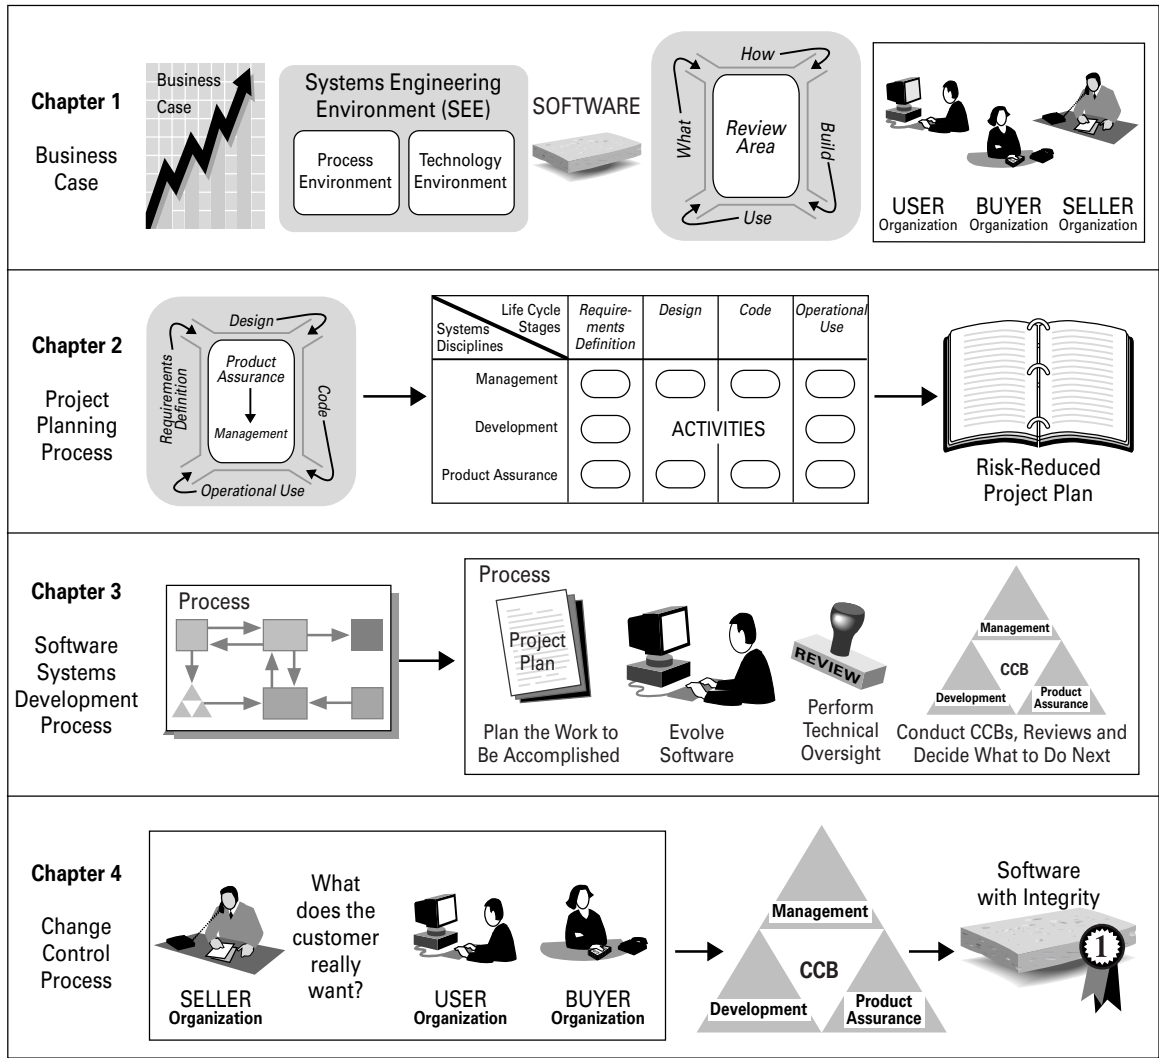 Chapter 1
Business
Case
Business
Case
Systems Engineering
Environment (SEE)
Process
Environment
Technology
Environment
SOFTWARE
How
What
Review
Area
Build
Use
USER
Organization
BUYER
Organization
SELLER
Organization
Chapter 2
Project
Planning
Process
Design
Requirements
Definition
Product
Assurance
Management
Code
Operational Use
Life Cycle
Stages
Systems
Disciplines
Require-
ments
Definition
Design
Code
Operational
Use
Management
Development
ACTIVITIES
Product Assurance
Risk-Reduced
Project Plan
Chapter 3
Software
Systems
Development
Process
Process
Process
Project
Plan
Plan the Work to
Be Accomplished
Evolve
Software
REVIEW
Perform
Technical
Oversight
Management
CCB
Development
Product
Assurance
Conduct CCBs, Reviews and
Decide What to Do Next
Chapter 4
Change
Control
Process
SELLER
Organization
What
does the
customer
really
want?
USER
Organization
BUYER
Organization
Management
CCB
Development
Product
Assurance
Software
with Integrity
1